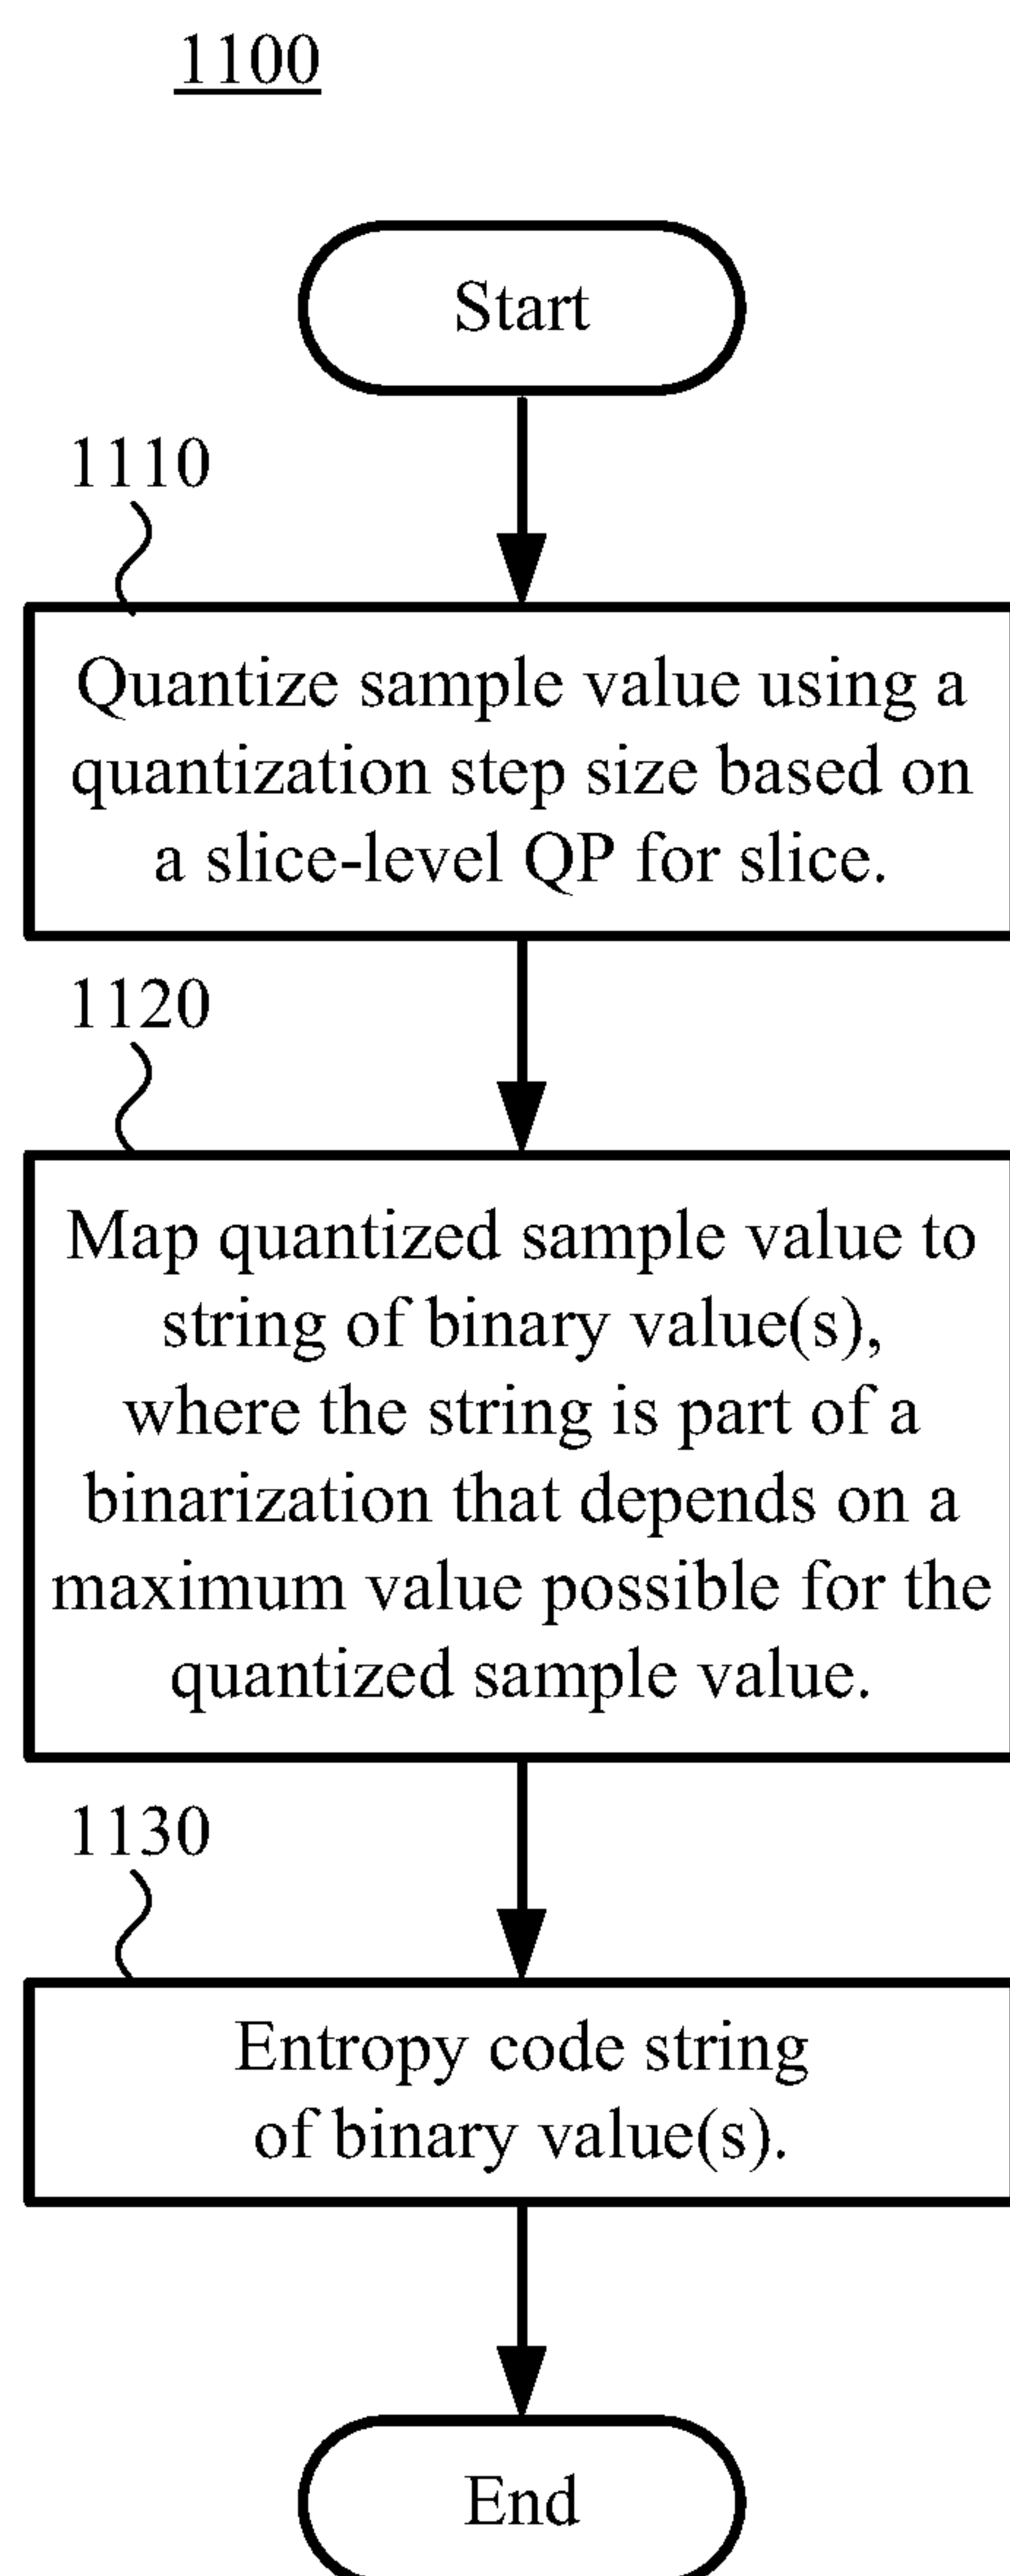 1100
Start
1110
Quantize sample value using a
quantization step size based on
a slice-level QP for slice.
1120
Map quantized sample value to
string of binary value(s),
where the string is part of a
binarization that depends on a
maximum value possible for the
quantized sample value.
1130
Entropy code string
of binary value(s).
End